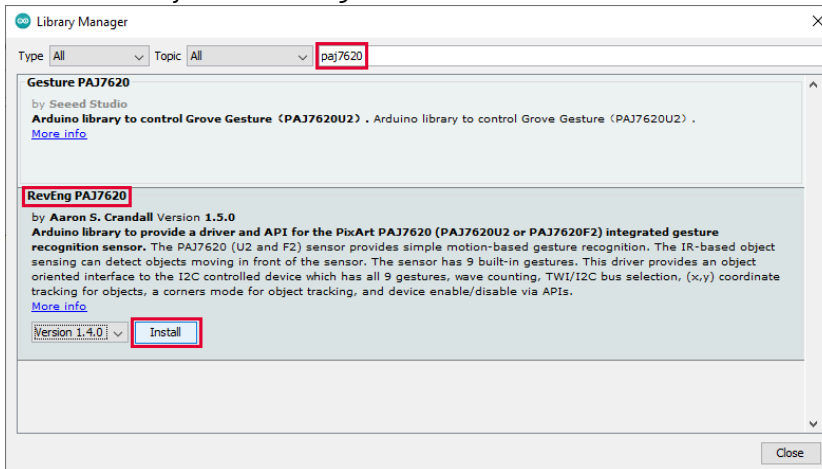 Library Manager
Type All Topic All paj7620
Gesture PAJ7620
by Seeed Studio
Arduino library to control Grove Gesture（PAJ7620U2）. Arduino library to control Grove Gesture（PAJ7620U2）.
More info
RevEng PAJ7620
by Aaron S. Crandall Version 1.5.0
Arduino library to provide a driver and API for the PixArt PAJ7620 (PAJ7620U2 or PAJ7620F2) integrated gesture
recognition sensor. The PAJ7620 (U2 and F2) sensor provides simple motion-based gesture recognition. The IR-based object
sensing can detect objects moving in front of the sensor. The sensor has 9 built-in gestures. This driver provides an object
oriented interface to the I2C controlled device which has all 9 gestures, wave counting, TWI/I2C bus selection, (x,y) coordinate
tracking for objects, a corners mode for object tracking, and device enable/disable via APIs.
More info
Version 1.4.0 Install
Close